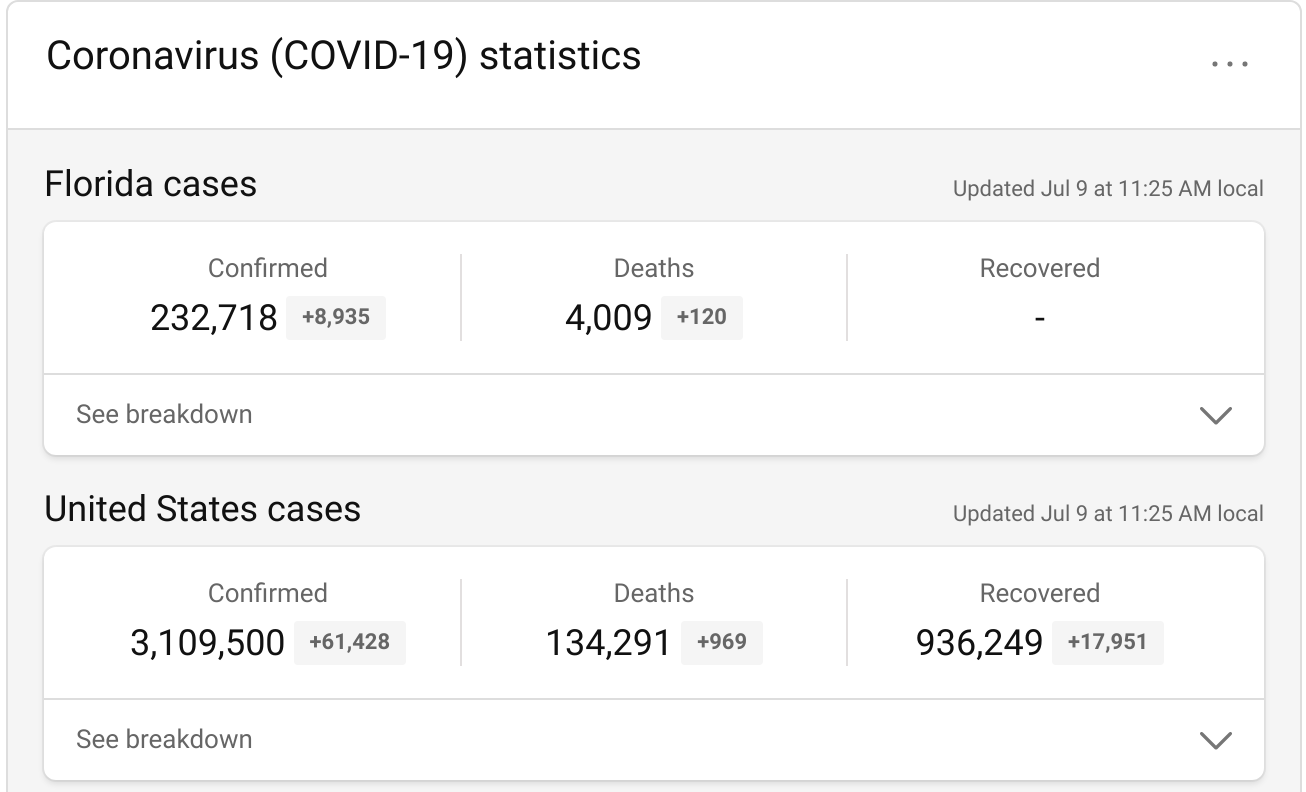 Coronavirus (COVID-19) statistics ...
Florida cases Updated Jul 9 at 11:25 AM local
Confirmed Deaths Recovered
232,718 +8,935 4,009 +120 -
See breakdown
United States cases Updated Jul 9 at 11:25 AM local
Confirmed Deaths Recovered
3,109,500 +61,428 134,291 +969 936,249 +17,951
See breakdown